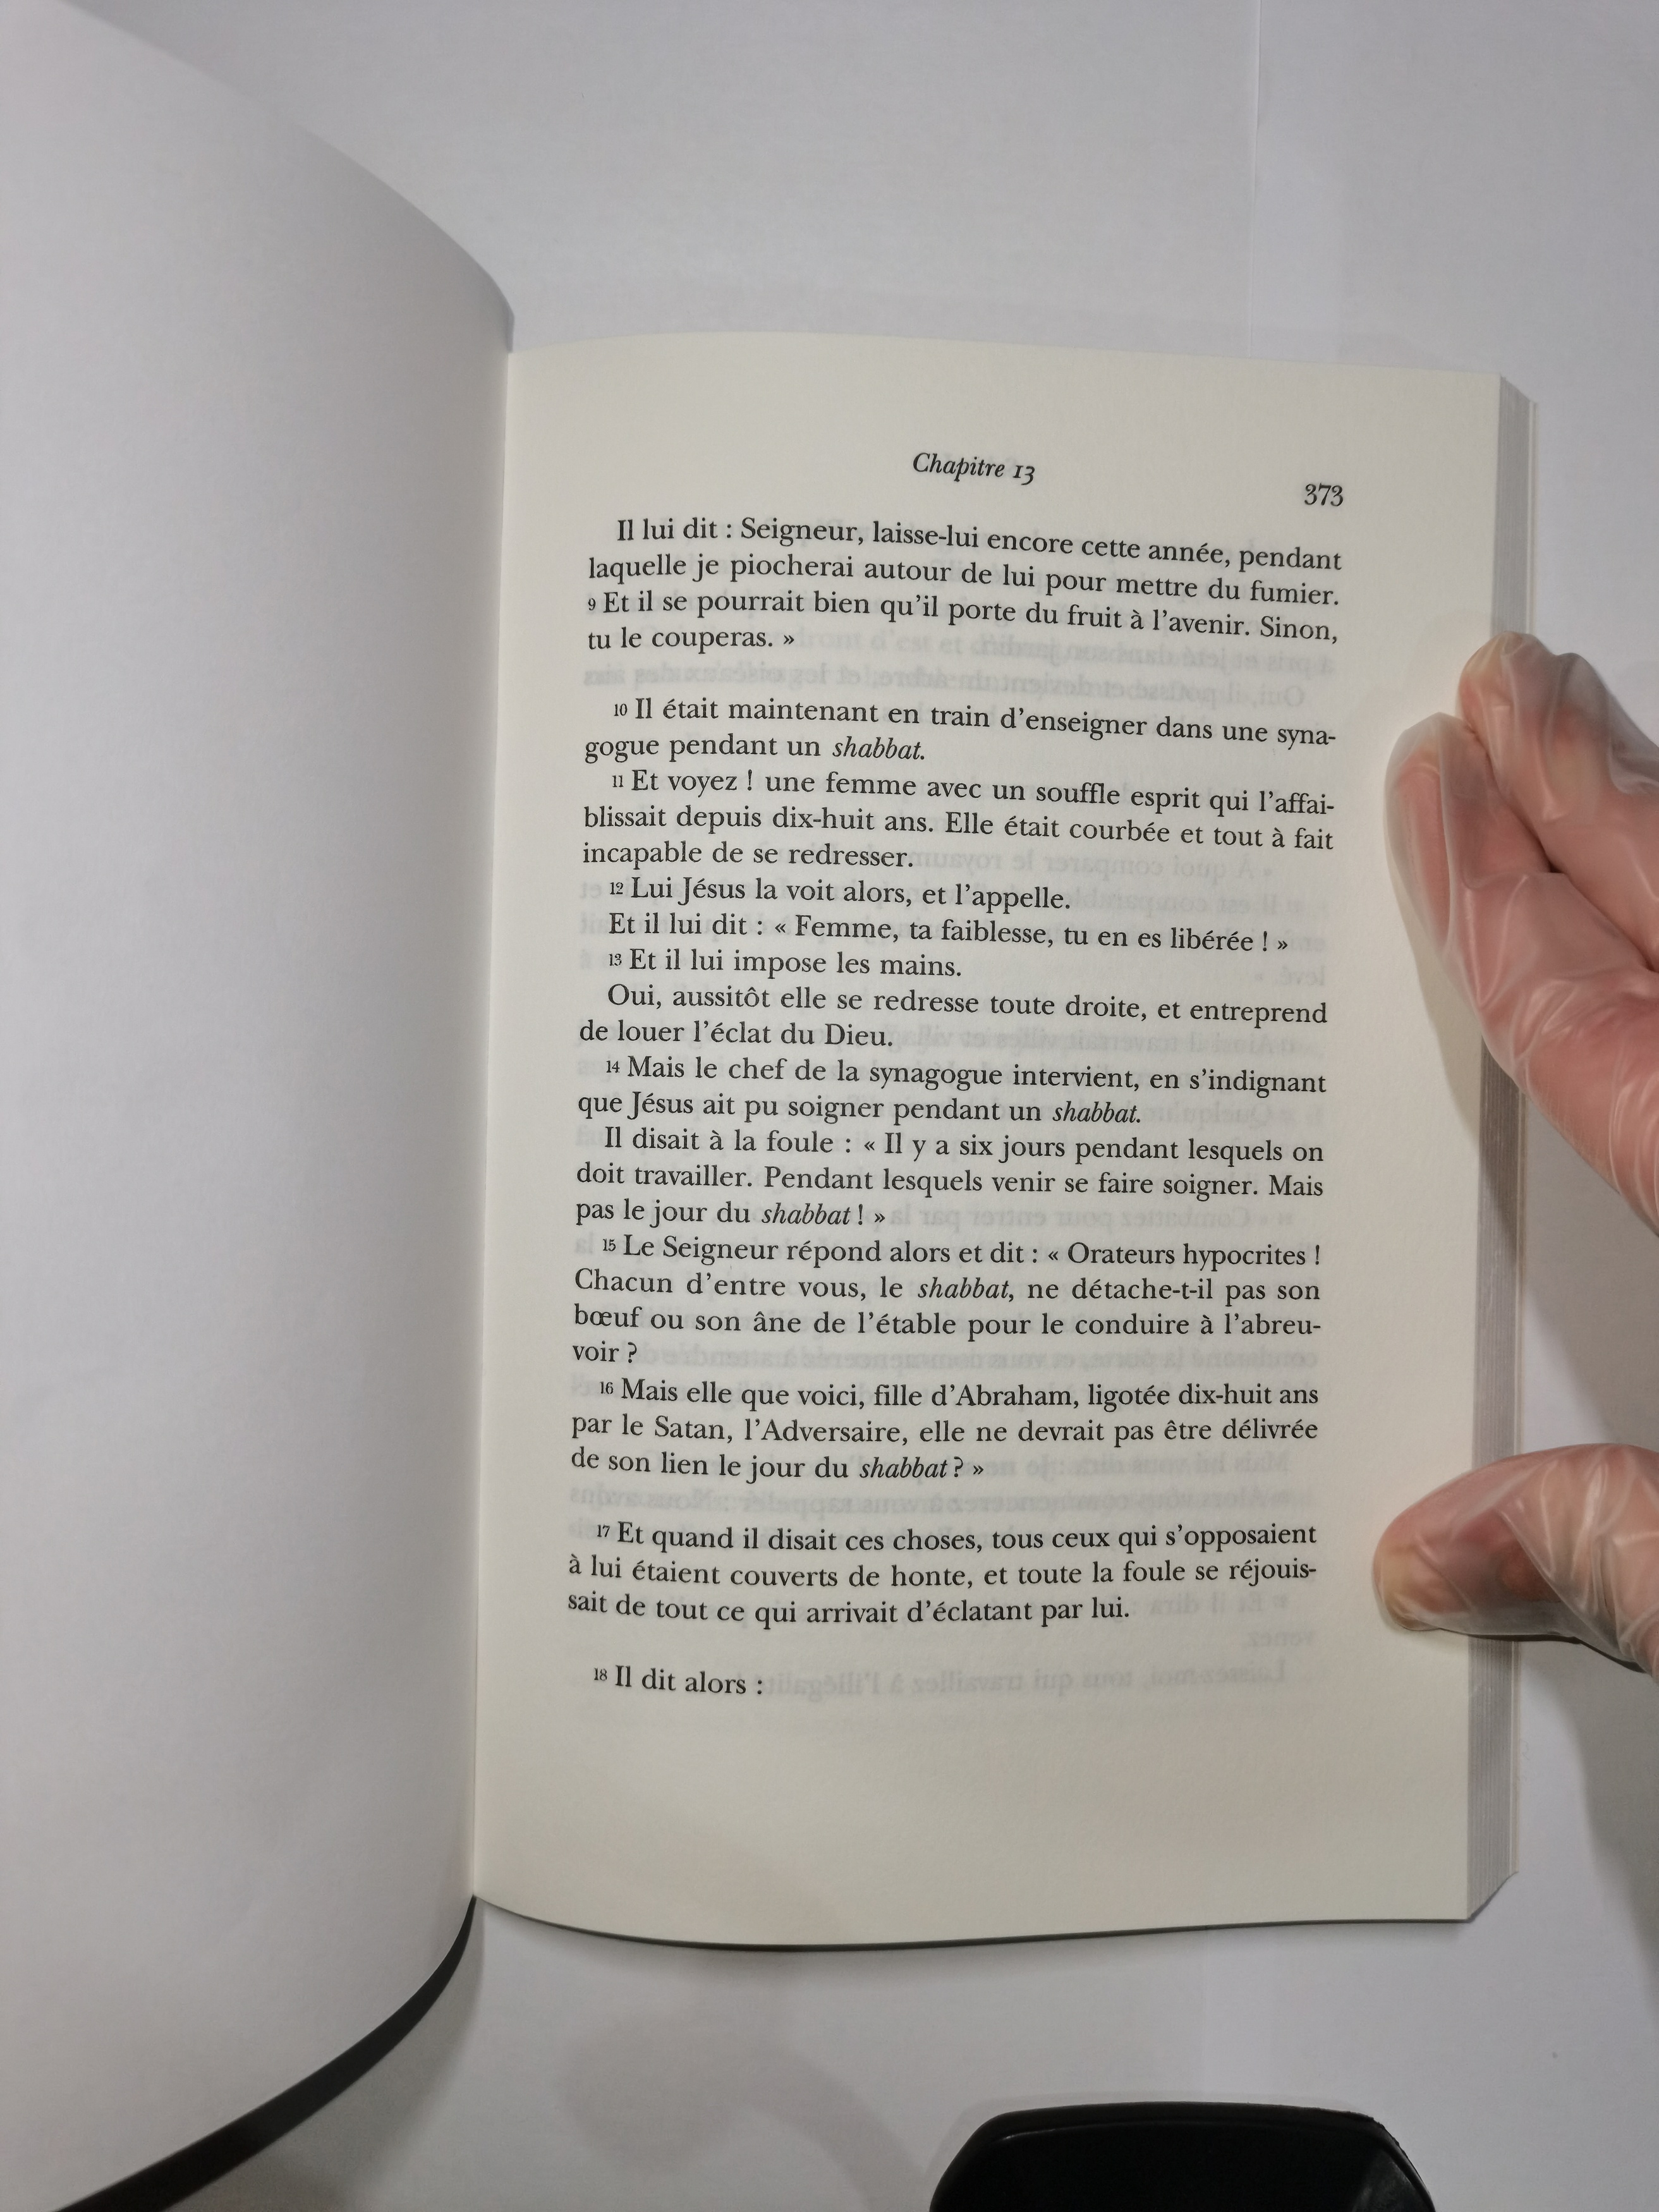 Chapitre 13
373
Il lui dit : Seigneur, laisse-lui encore cette année, pendant
laquelle je piocherai autour de lui pour mettre du fumier.
9 Et il se pourrait bien qu'il porte du fruit à l'avenir. Sinon,
tu le couperas. »
10 Il était maintenant en train d'enseigner dans une syna-
gogue pendant un shabbat.
11 Et voyez ! une femme avec un souffle esprit qui l'affai-
blissait depuis dix-huit ans. Elle était courbée et tout à fait
incapable de se redresser.
12 Lui Jésus la voit alors, et l'appelle.
Et il lui dit : « Femme, ta faiblesse, tu en es libérée ! »
13 Et il lui impose les mains.
Oui, aussitôt elle se redresse toute droite, et entreprend
de louer l'éclat du Dieu.
14 Mais le chef de la synagogue intervient, en s'indignant
que Jésus ait pu soigner pendant un shabbat.
Il disait à la foule : « Il y a six jours pendant lesquels on
doit travailler. Pendant lesquels venir se faire soigner. Mais
pas le jour du shabbat ! »
15 Le Seigneur répond alors et dit : « Orateurs hypocrites !
Chacun d'entre vous, le shabbat, ne détache-t-il pas son
bœuf ou son âne de l'étable pour le conduire à l'abreu-
voir ?
16 Mais elle que voici, fille d'Abraham, ligotée dix-huit ans
par le Satan, l'Adversaire, elle ne devrait pas être délivrée
de son lien le jour du shabbat ? »
17 Et quand il disait ces choses, tous ceux qui s'opposaient
à lui étaient couverts de honte, et toute la foule se réjouis-
sait de tout ce qui arrivait d'éclatant par lui.
18 Il dit alors :